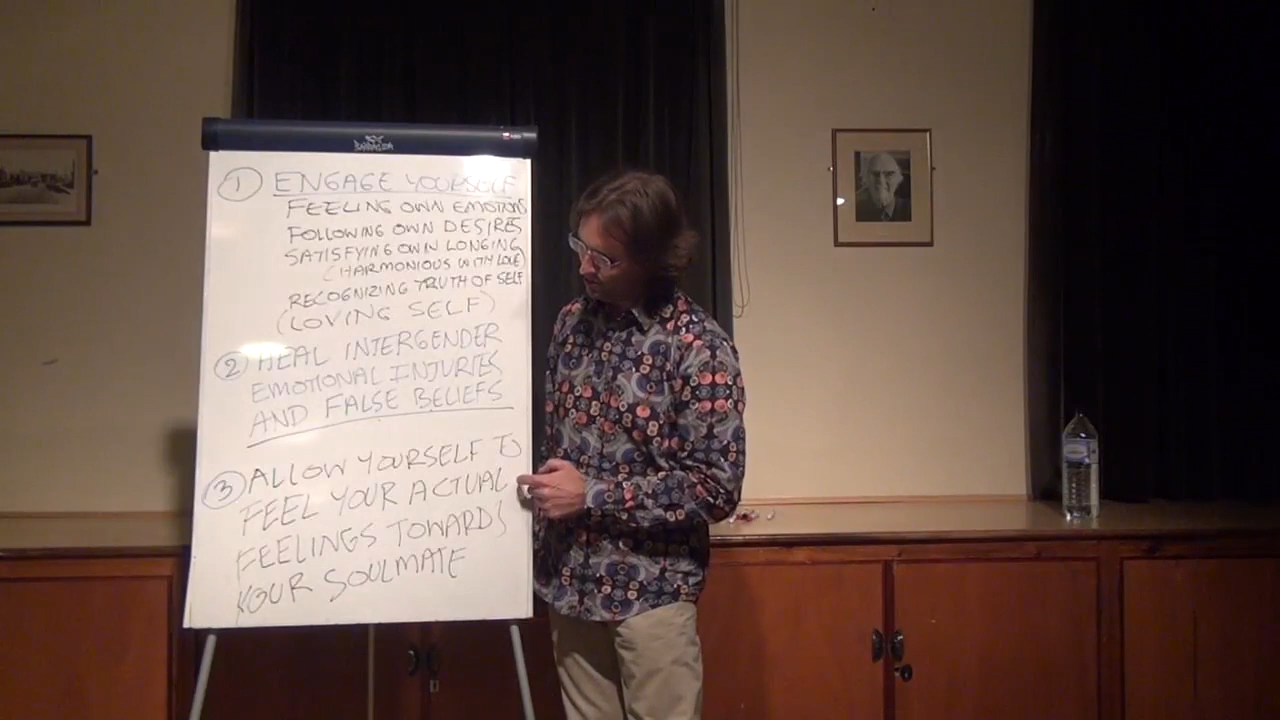 ① ENGAGE YOURSELF
FEELING OWN EMOTIONS
FOLLOWING OWN DESIRES
SATISFYING OWN LONGING
(HARMONIOUS WITH LOVE)
RECOGNIZING TRUTH OF SELF
(LOVING SELF)
② HEAL INTERGENDER
EMOTIONAL INJURIES
AND FALSE BELIEFS
③ ALLOW YOURSELF TO
FEEL YOUR ACTUAL
FEELINGS TOWARDS
YOUR SOULMATE